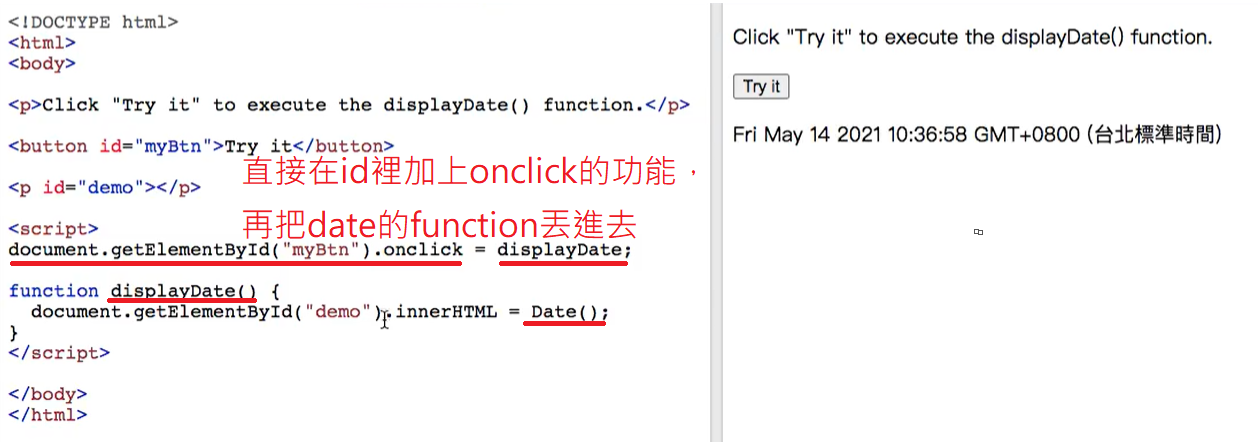 <!DOCTYPE html>
<html>
<body>
<p>Click "Try it" to execute the displayDate() function.</p>
<button id="myBtn">Try it</button>
<p id="demo"></p>
直接在id裡加上onclick的功能，
再把date的function丟進去
<script>
document.getElementById("myBtn").onclick = displayDate;
function displayDate() {
  document.getElementById("demo").innerHTML = Date();
}
</script>
</body>
</html>
Click "Try it" to execute the displayDate() function.
Try it
Fri May 14 2021 10:36:58 GMT+0800 (台北標準時間)